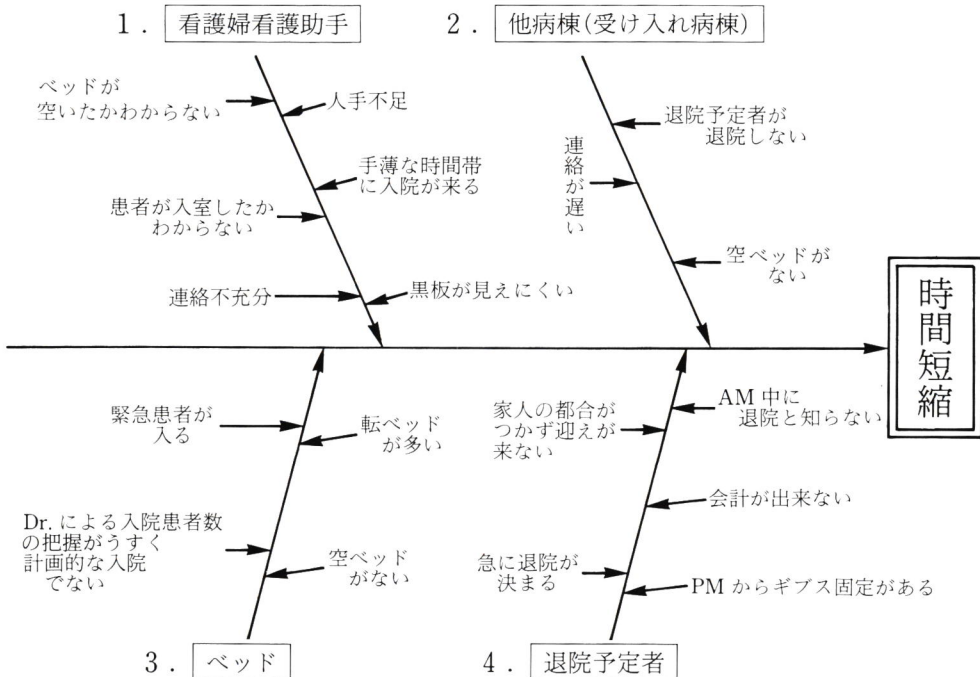 1. 看護婦看護助手
ベッドが
空いたかわからない
人手不足
手薄な時間帯
に入院が来る
患者が入室したか
わからない
連絡不充分
黒板が見えにくい
2. 他病棟(受け入れ病棟)
退院予定者が
退院しない
連絡が遅い
空ベッドが
ない
時間短縮
緊急患者が
入る
転ベッド
が多い
Dr.による入院患者数
の把握がうすく
計画的な入院
でない
空ベッド
がない
3. ベッド
家人の都合が
つかず迎えが
来ない
AM中に
退院と知らない
会計が出来ない
急に退院が
決まる
PMからギブス固定がある
4. 退院予定者